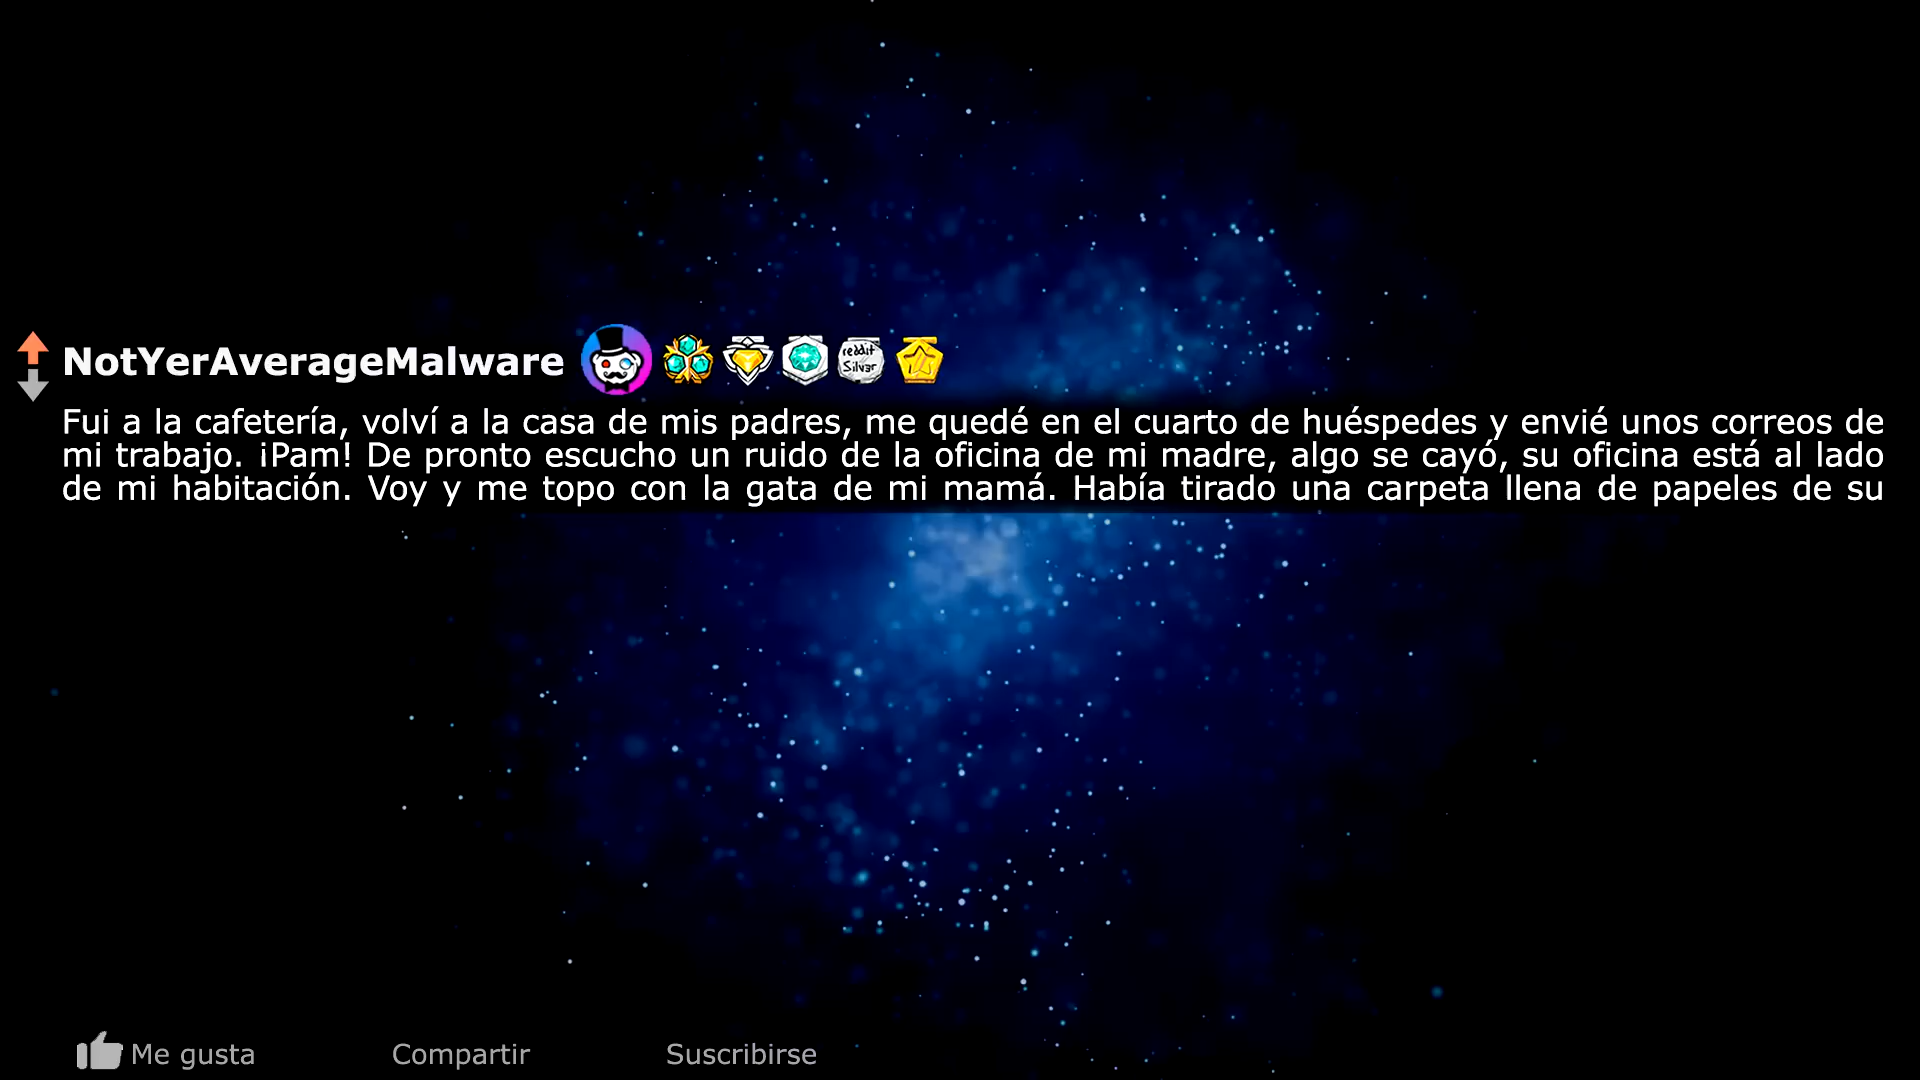 NotYerAverageMalware
reddit
Silver
Fui a la cafetería, volví a la casa de mis padres, me quedé en el cuarto de huéspedes y envié unos correos de
mi trabajo. ¡Pam! De pronto escucho un ruido de la oficina de mi madre, algo se cayó, su oficina está al lado
de mi habitación. Voy y me topo con la gata de mi mamá. Había tirado una carpeta llena de papeles de su
Me gusta
Compartir
Suscribirse